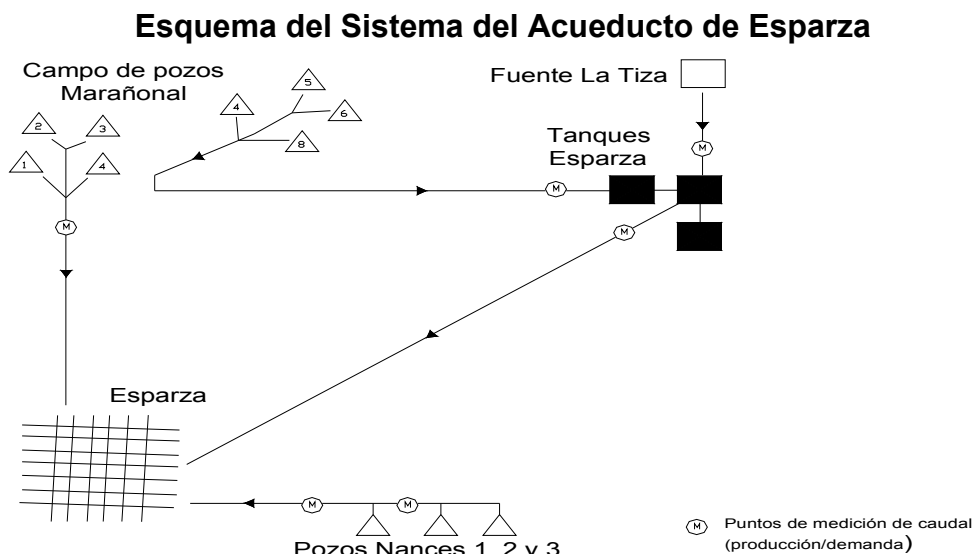 Esquema del Sistema del Acueducto de Esparza
Campo de pozos
Marañonal
Fuente La Tiza
5
4
6
2
3
8
Tanques
Esparza
M
1
4
M
M
M
M
Esparza
M
M
Pozos Nances 1, 2 y 3
M
Puntos de medición de caudal
(producción/demanda)